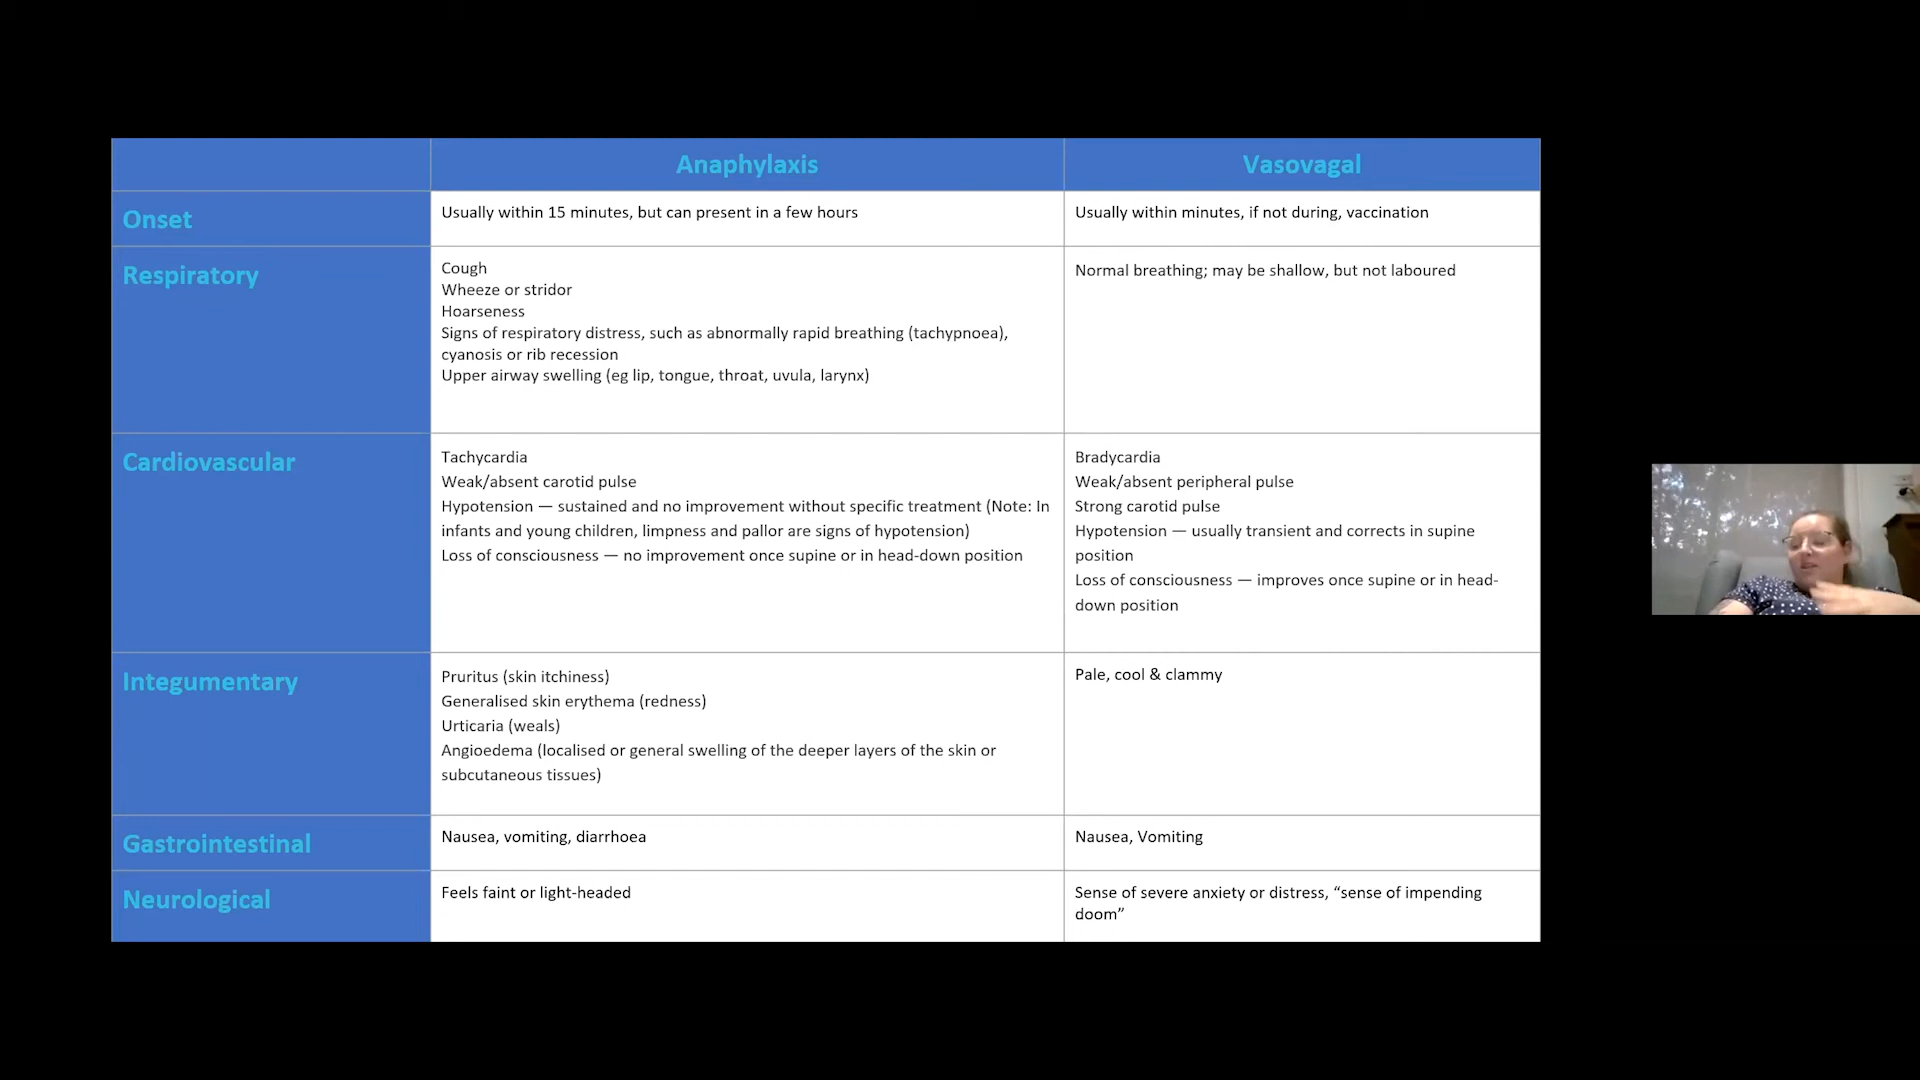 Anaphylaxis
Vasovagal
Onset
Usually within 15 minutes, but can present in a few hours
Usually within minutes, if not during, vaccination
Respiratory
Cough
Wheeze or stridor
Hoarseness
Signs of respiratory distress, such as abnormally rapid breathing (tachypnoea),
cyanosis or rib recession
Upper airway swelling (eg lip, tongue, throat, uvula, larynx)
Normal breathing; may be shallow, but not laboured
Cardiovascular
Tachycardia
Weak/absent carotid pulse
Hypotension — sustained and no improvement without specific treatment (Note: In
infants and young children, limpness and pallor are signs of hypotension)
Loss of consciousness — no improvement once supine or in head-down position
Bradycardia
Weak/absent peripheral pulse
Strong carotid pulse
Hypotension — usually transient and corrects in supine
position
Loss of consciousness — improves once supine or in head-
down position
Integumentary
Pruritus (skin itchiness)
Generalised skin erythema (redness)
Urticaria (weals)
Angioedema (localised or general swelling of the deeper layers of the skin or
subcutaneous tissues)
Pale, cool & clammy
Gastrointestinal
Nausea, vomiting, diarrhoea
Nausea, Vomiting
Neurological
Feels faint or light-headed
Sense of severe anxiety or distress, “sense of impending
doom”